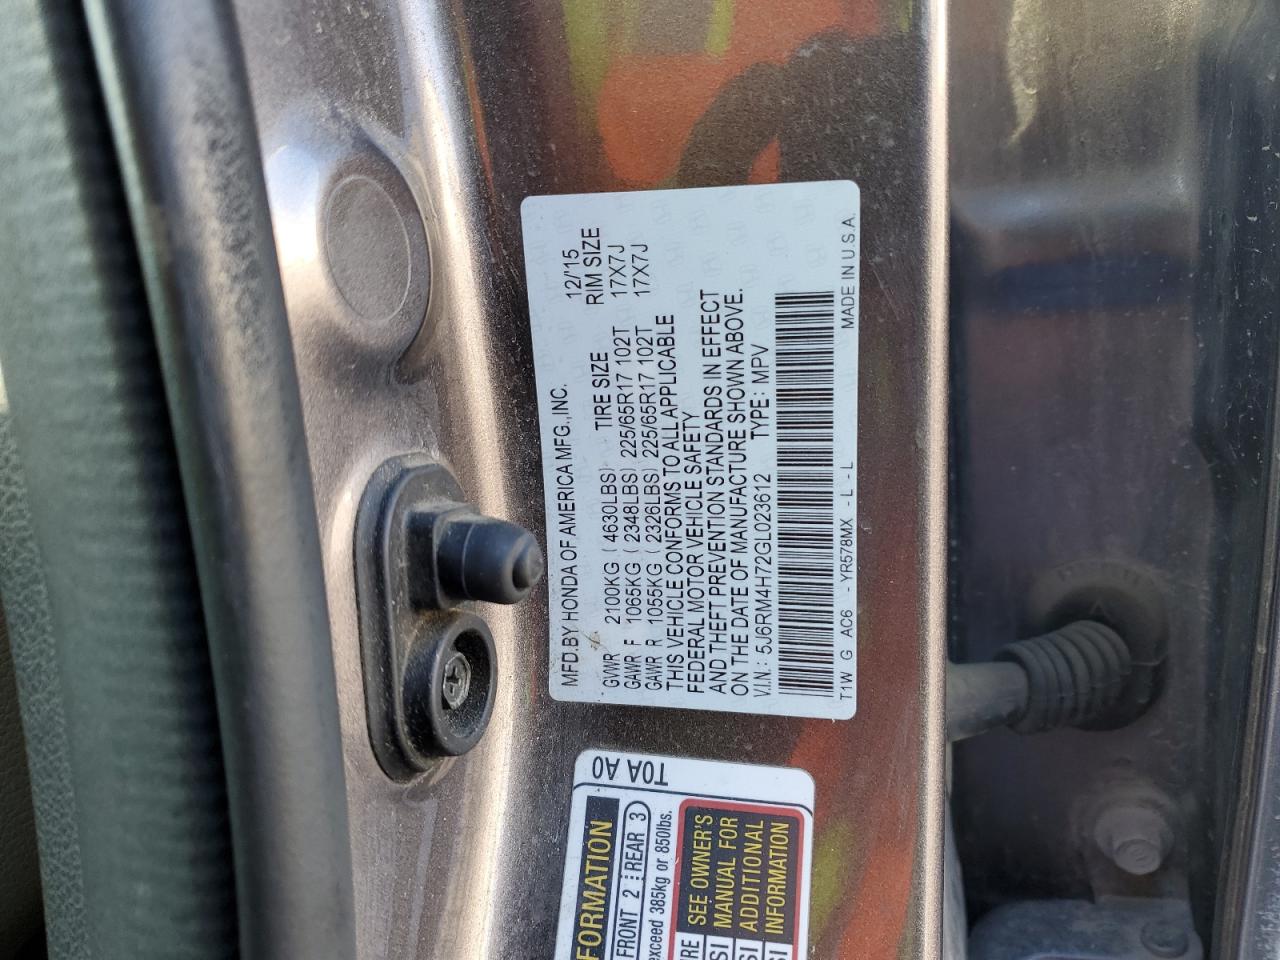 MFD.BY HONDA OF AMERICA MFG.,INC. 12/15
GVWR 2100KG ( 4630LBS) TIRE SIZE RIM SIZE
GAWR F 1065KG ( 2348LBS) 225/65R17 102T 17X7J
GAWR R 1055KG ( 2326LBS) 225/65R17 102T 17X7J
THIS VEHICLE CONFORMS TO ALL APPLICABLE
FEDERAL MOTOR VEHICLE SAFETY
AND THEFT PREVENTION STANDARDS IN EFFECT
ON THE DATE OF MANUFACTURE SHOWN ABOVE.
V.I.N.: 5J6RM4H72GL023612 TYPE: MPV
T1W G AC6 - YR578MX - L - L MADE IN U.S.A.
T0A A0
FORMATION
FRONT 2 REAR 3
exceed 385kg or 850lbs.
SEE OWNER'S
MANUAL FOR
ADDITIONAL
INFORMATION